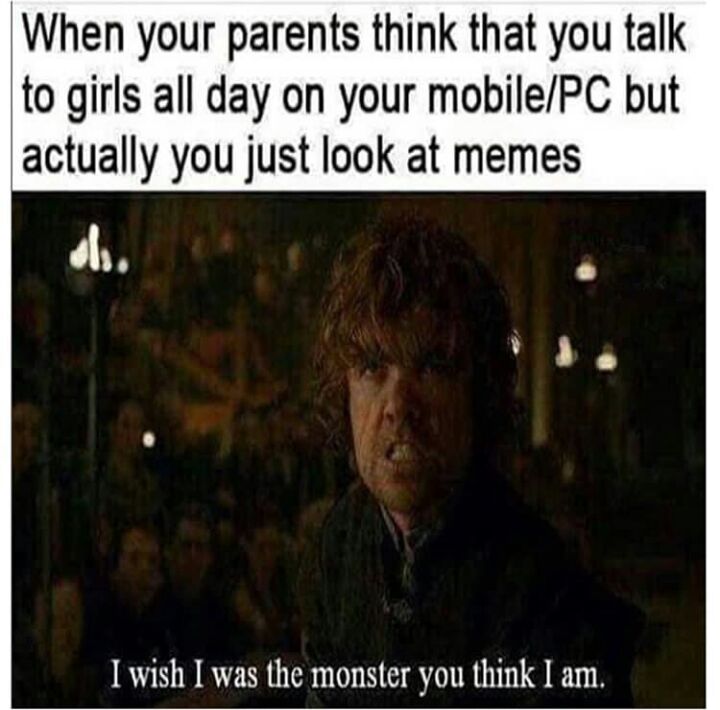 When your parents think that you talk
to girls all day on your mobile/PC but
actually you just look at memes
I wish I was the monster you think I am.